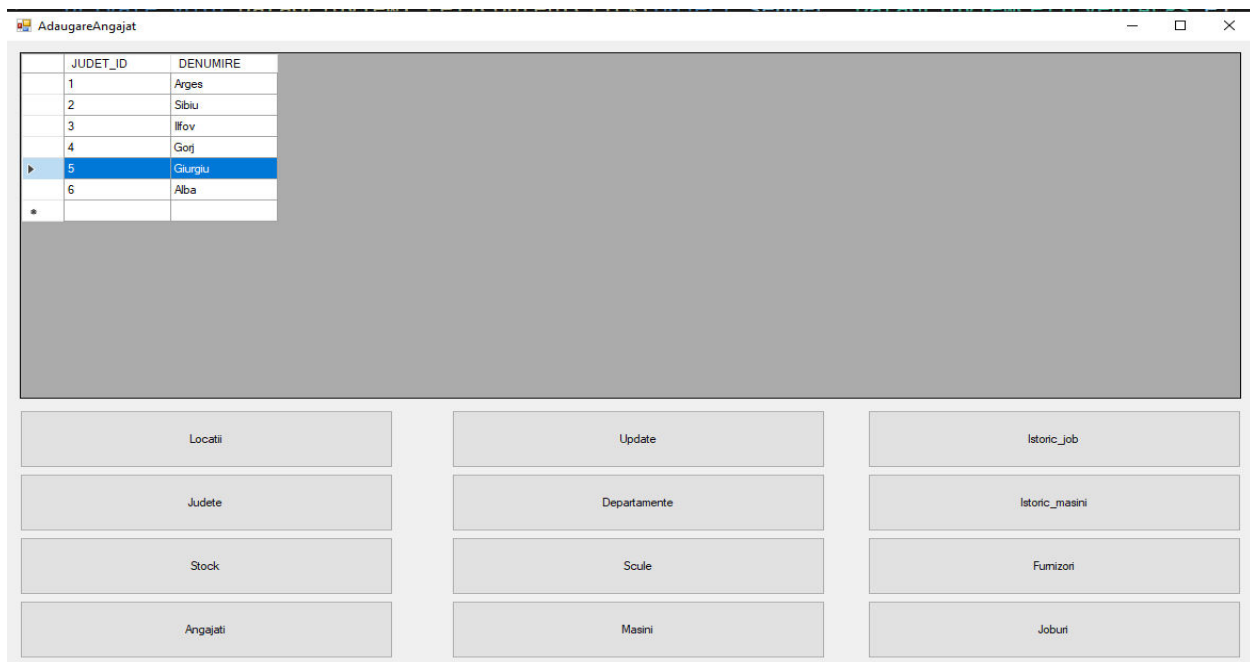 AdaugareAngajat
JUDET_ID DENUMIRE
1 Arges
2 Sibiu
3 Ilfov
4 Gorj
5 Giurgiu
6 Alba
Locatii Update Istoric_job
Judete Departamente Istoric_masini
Stock Scule Furnizori
Angajati Masini Joburi